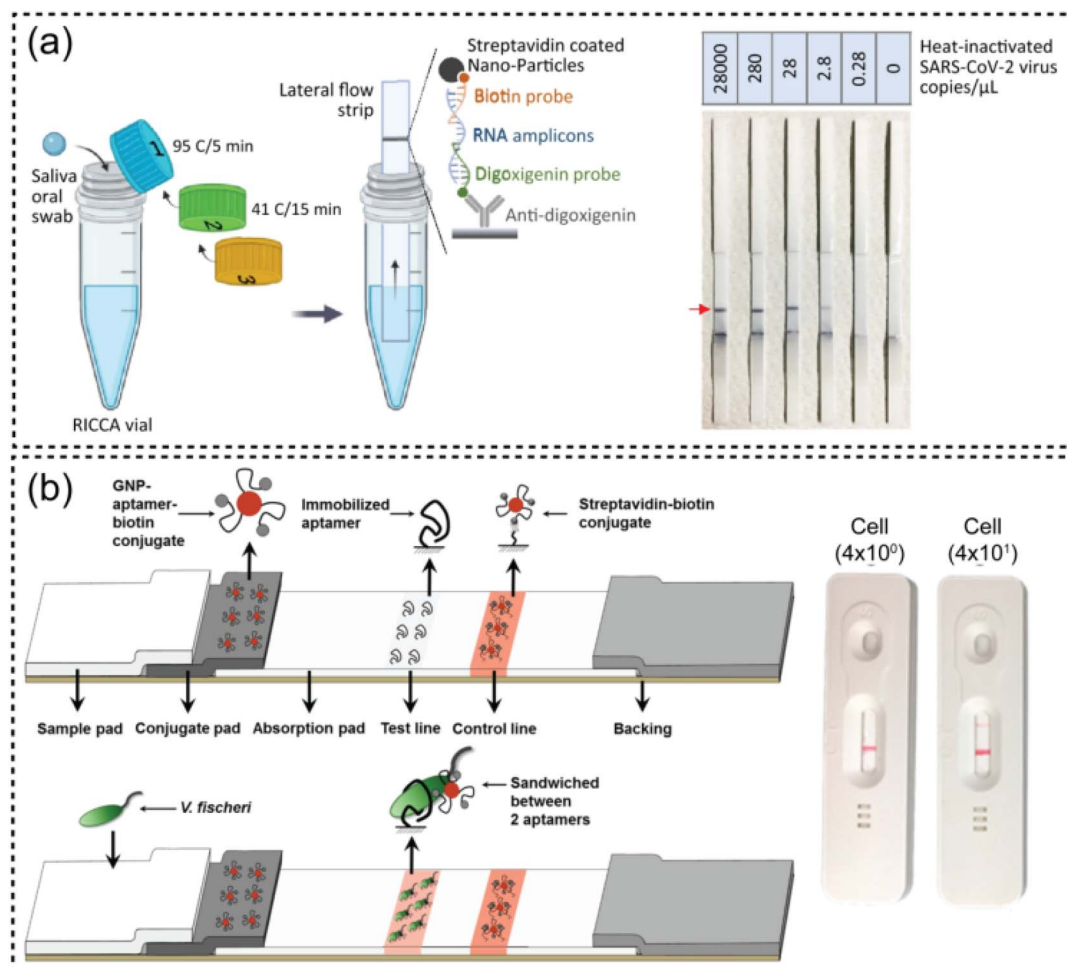 (a)
Saliva
oral
swab
1
95 C/5 min
2
41 C/15 min
3
RICCA vial
Lateral flow
strip
Streptavidin coated
Nano-Particles
Biotin probe
RNA amplicons
Digoxigenin probe
Anti-digoxigenin
28000
280
28
2.8
0.28
0
Heat-inactivated
SARS-CoV-2 virus
copies/μL
(b)
GNP-
aptamer-
biotin
conjugate
Immobilized
aptamer
Streptavidin-biotin
conjugate
Sample pad
Conjugate pad
Absorption pad
Test line
Control line
Backing
V. fischeri
Sandwiched
between
2 aptamers
Cell
(4x10⁰)
Cell
(4x10¹)